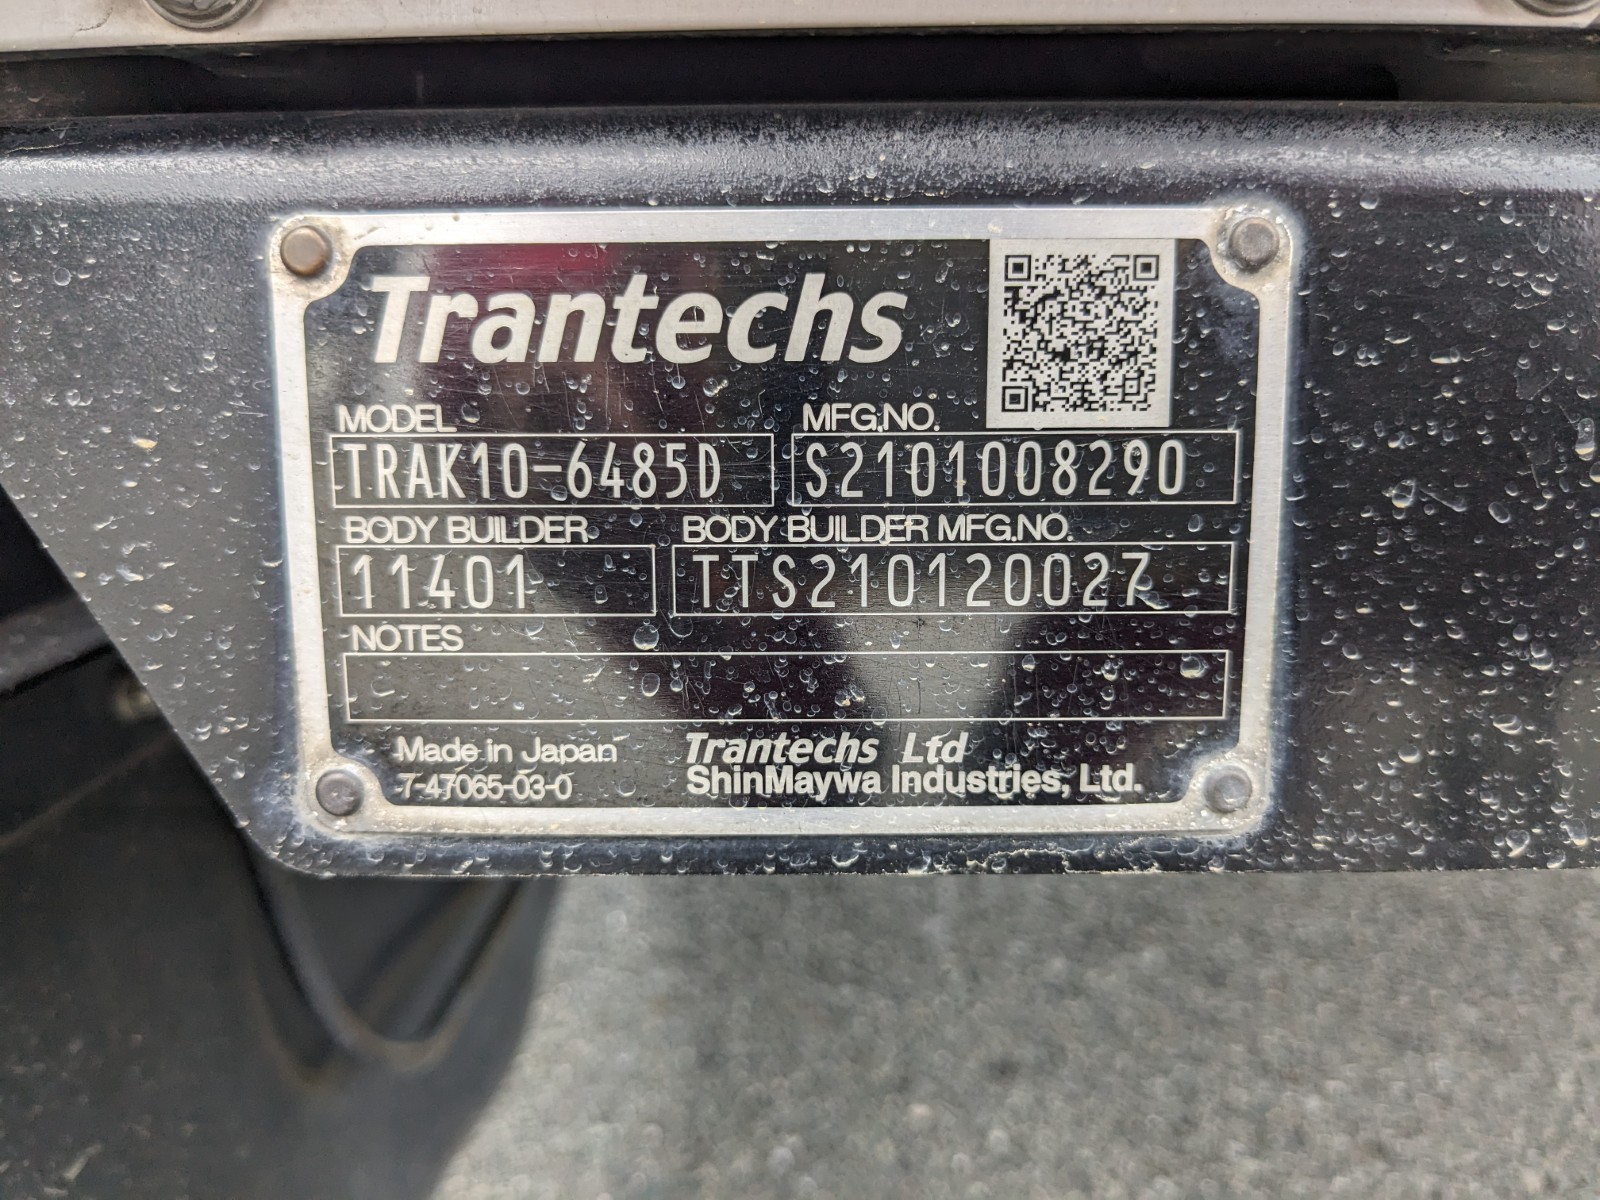 Trantechs
MODEL MFG.NO.
TRAK10-6485D S2101008290
BODY BUILDER BODY BUILDER MFG.NO.
11401 TTS210120027
NOTES
Made in Japan Trantechs Ltd
7-47065-03-0 ShinMaywa Industries, Ltd.